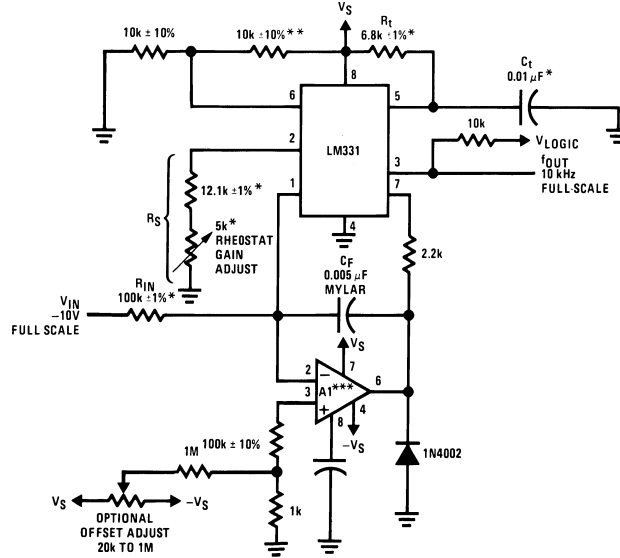 VS
10k ± 10%
10k ±10%**
Rt
6.8k ±1%*
8
6
5
Ct
0.01 µF*
2
LM331
10k
VLOGIC
3
fOUT
10 kHz
FULL-SCALE
1
7
4
RS
12.1k ±1%*
5k*
RHEOSTAT
GAIN
ADJUST
2.2k
CF
0.005 µF
MYLAR
RIN
100k ±1%*
VIN
−10V
FULL SCALE
VS
7
2
−
A1***
6
3
+
4
8
−VS
100k ± 10%
1M
1N4002
VS
−VS
1k
OPTIONAL
OFFSET ADJUST
20k TO 1M